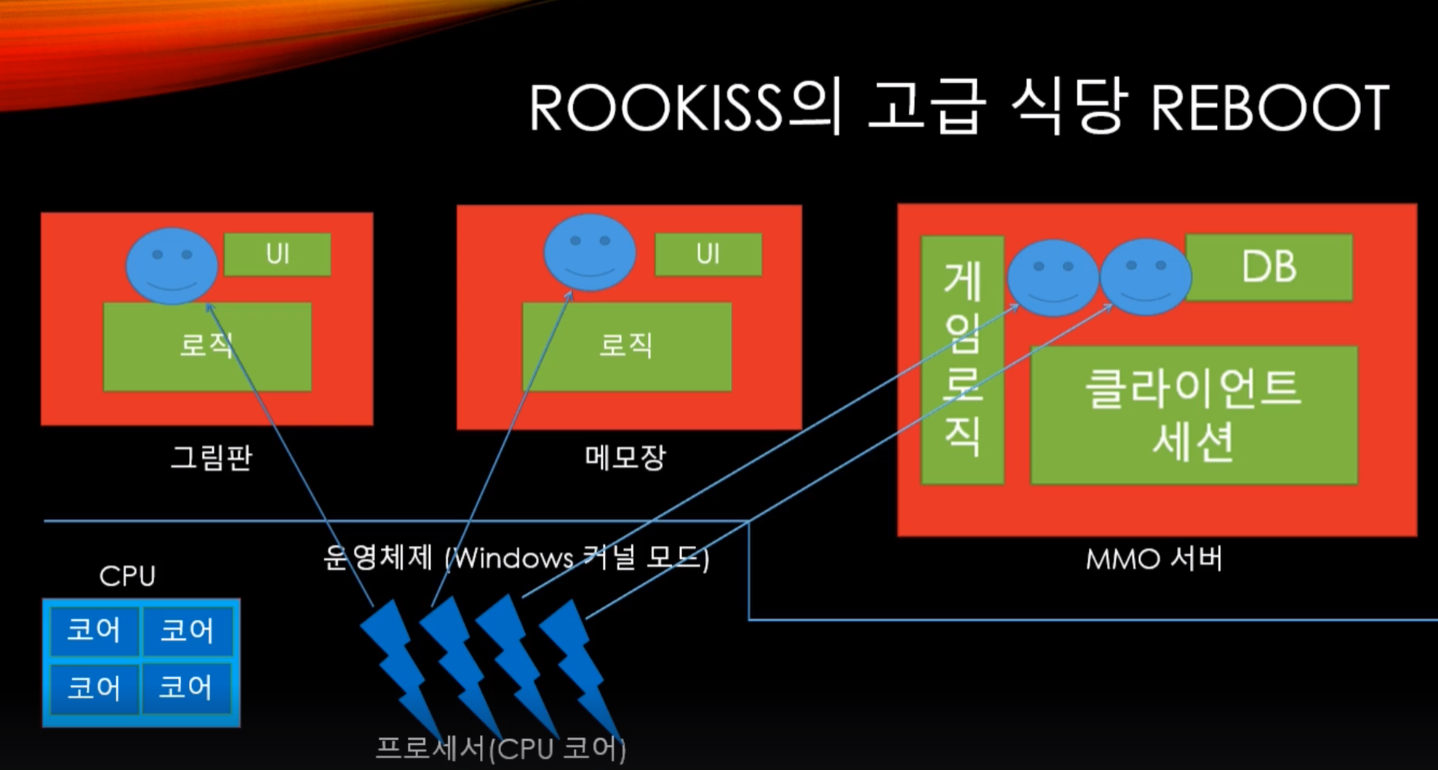 ROOKISS의 고급 식당 REBOOT
UI
로직
그림판
UI
로직
메모장
게
임
로
직
DB
클라이언트
세션
MMO 서버
운영체제 (Windows 커널 모드)
CPU
코어
코어
코어
코어
프로세서(CPU 코어)